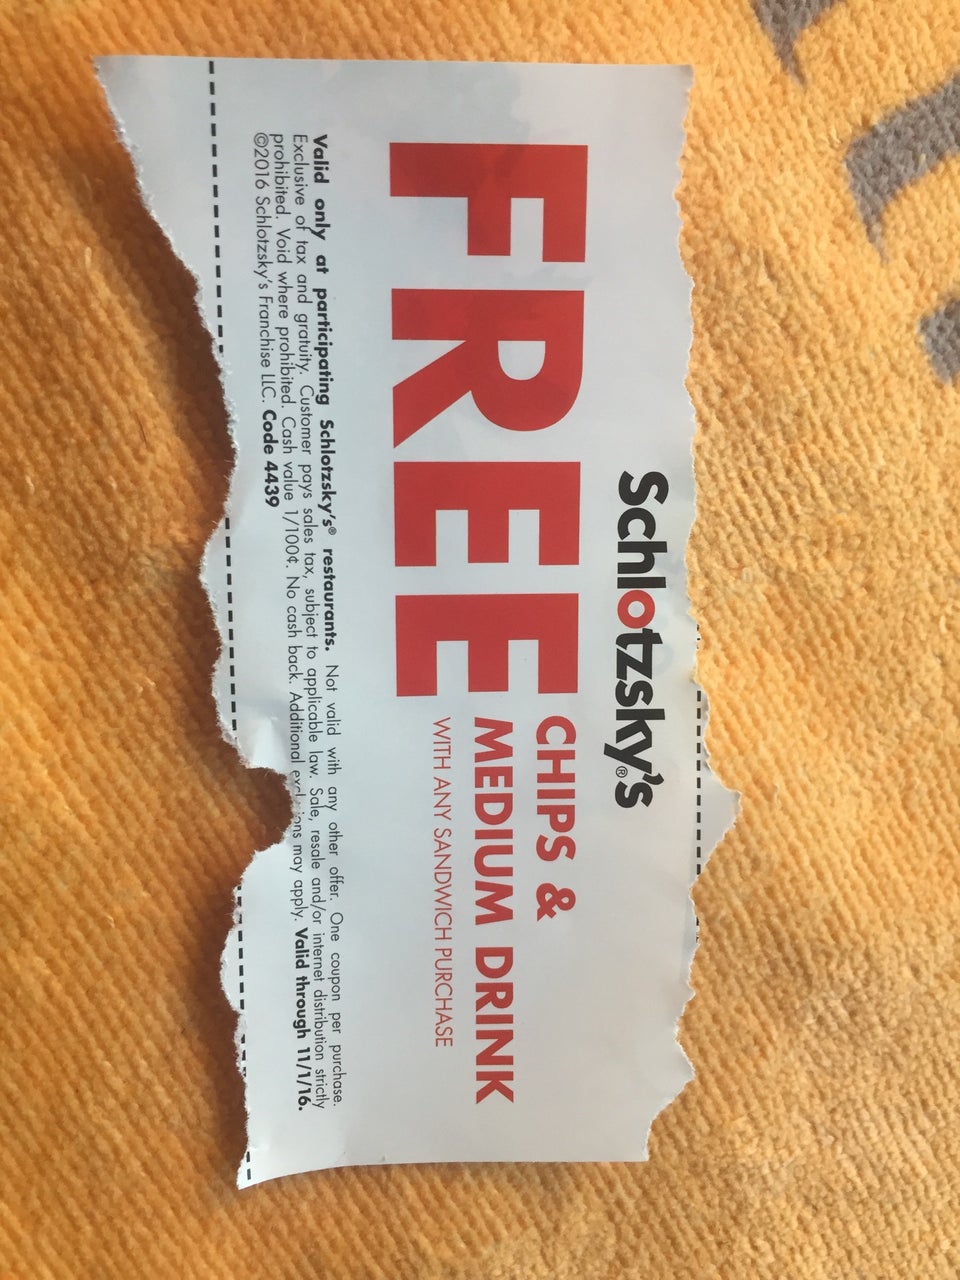 Schlotzsky's®
FREE
CHIPS &
MEDIUM DRINK
WITH ANY SANDWICH PURCHASE
Valid only at participating Schlotzsky's® restaurants. Not valid with any other offer. One coupon per purchase.
Exclusive of tax and gratuity. Customer pays sales tax, subject to applicable law. Sale, resale and/or internet distribution strictly
prohibited. Void where prohibited. Cash value 1/100¢. No cash back. Additional may apply. Valid through 11/1/16.
©2016 Schlotzsky's Franchise LLC. Code 4439